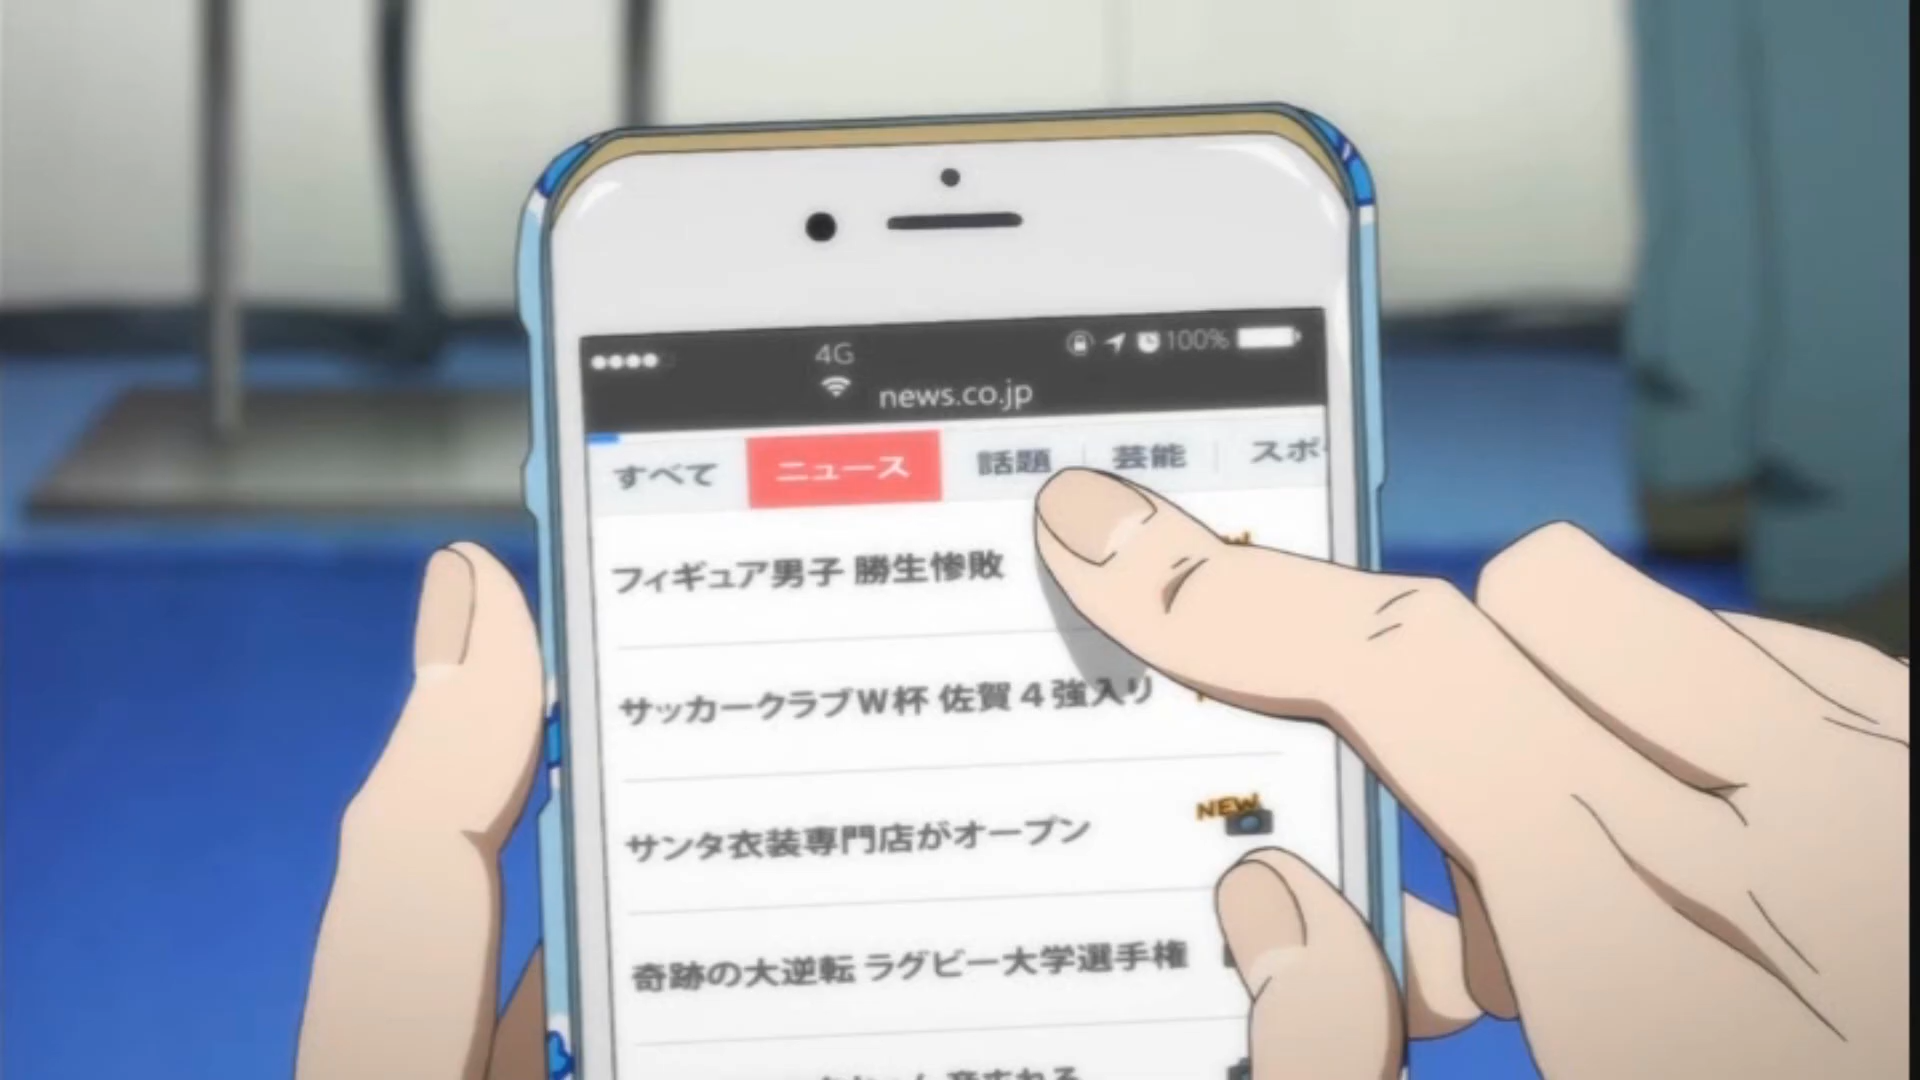 4G 100%
news.co.jp
すべて ニュース 話題 芸能 スポ
フィギュア男子 勝生惨敗
サッカークラブW杯 佐賀4強入り
サンタ衣装専門店がオープン NEW
奇跡の大逆転 ラグビー大学選手権